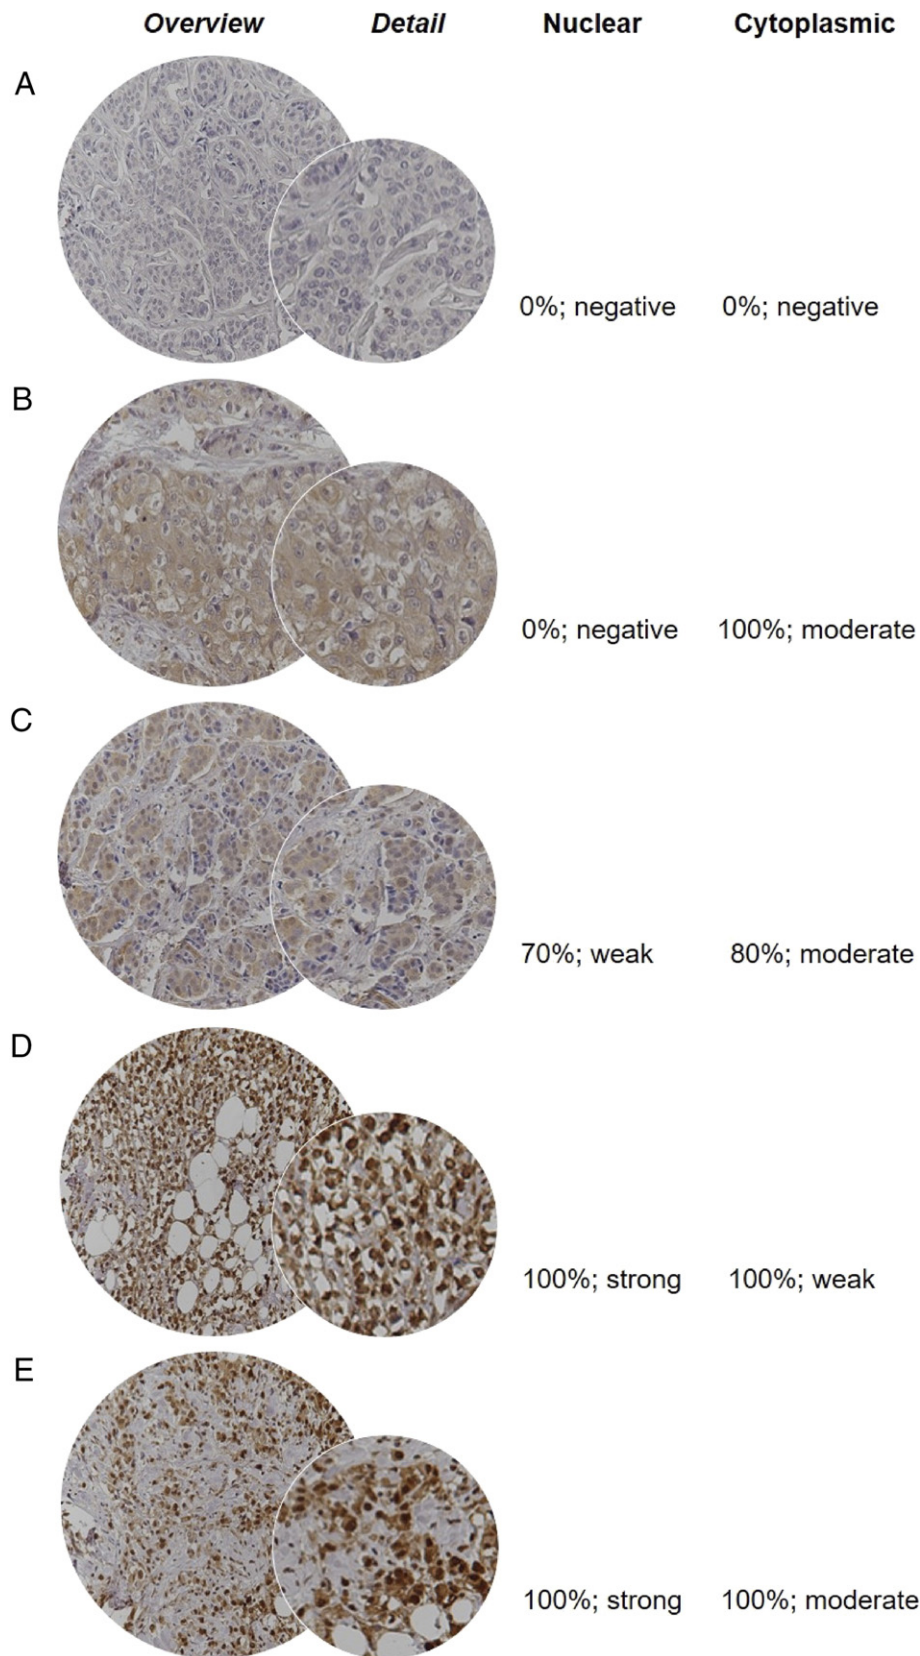 Overview Detail Nuclear Cytoplasmic
A
0%; negative 0%; negative
B
0%; negative 100%; moderate
C
70%; weak 80%; moderate
D
100%; strong 100%; weak
E
100%; strong 100%; moderate